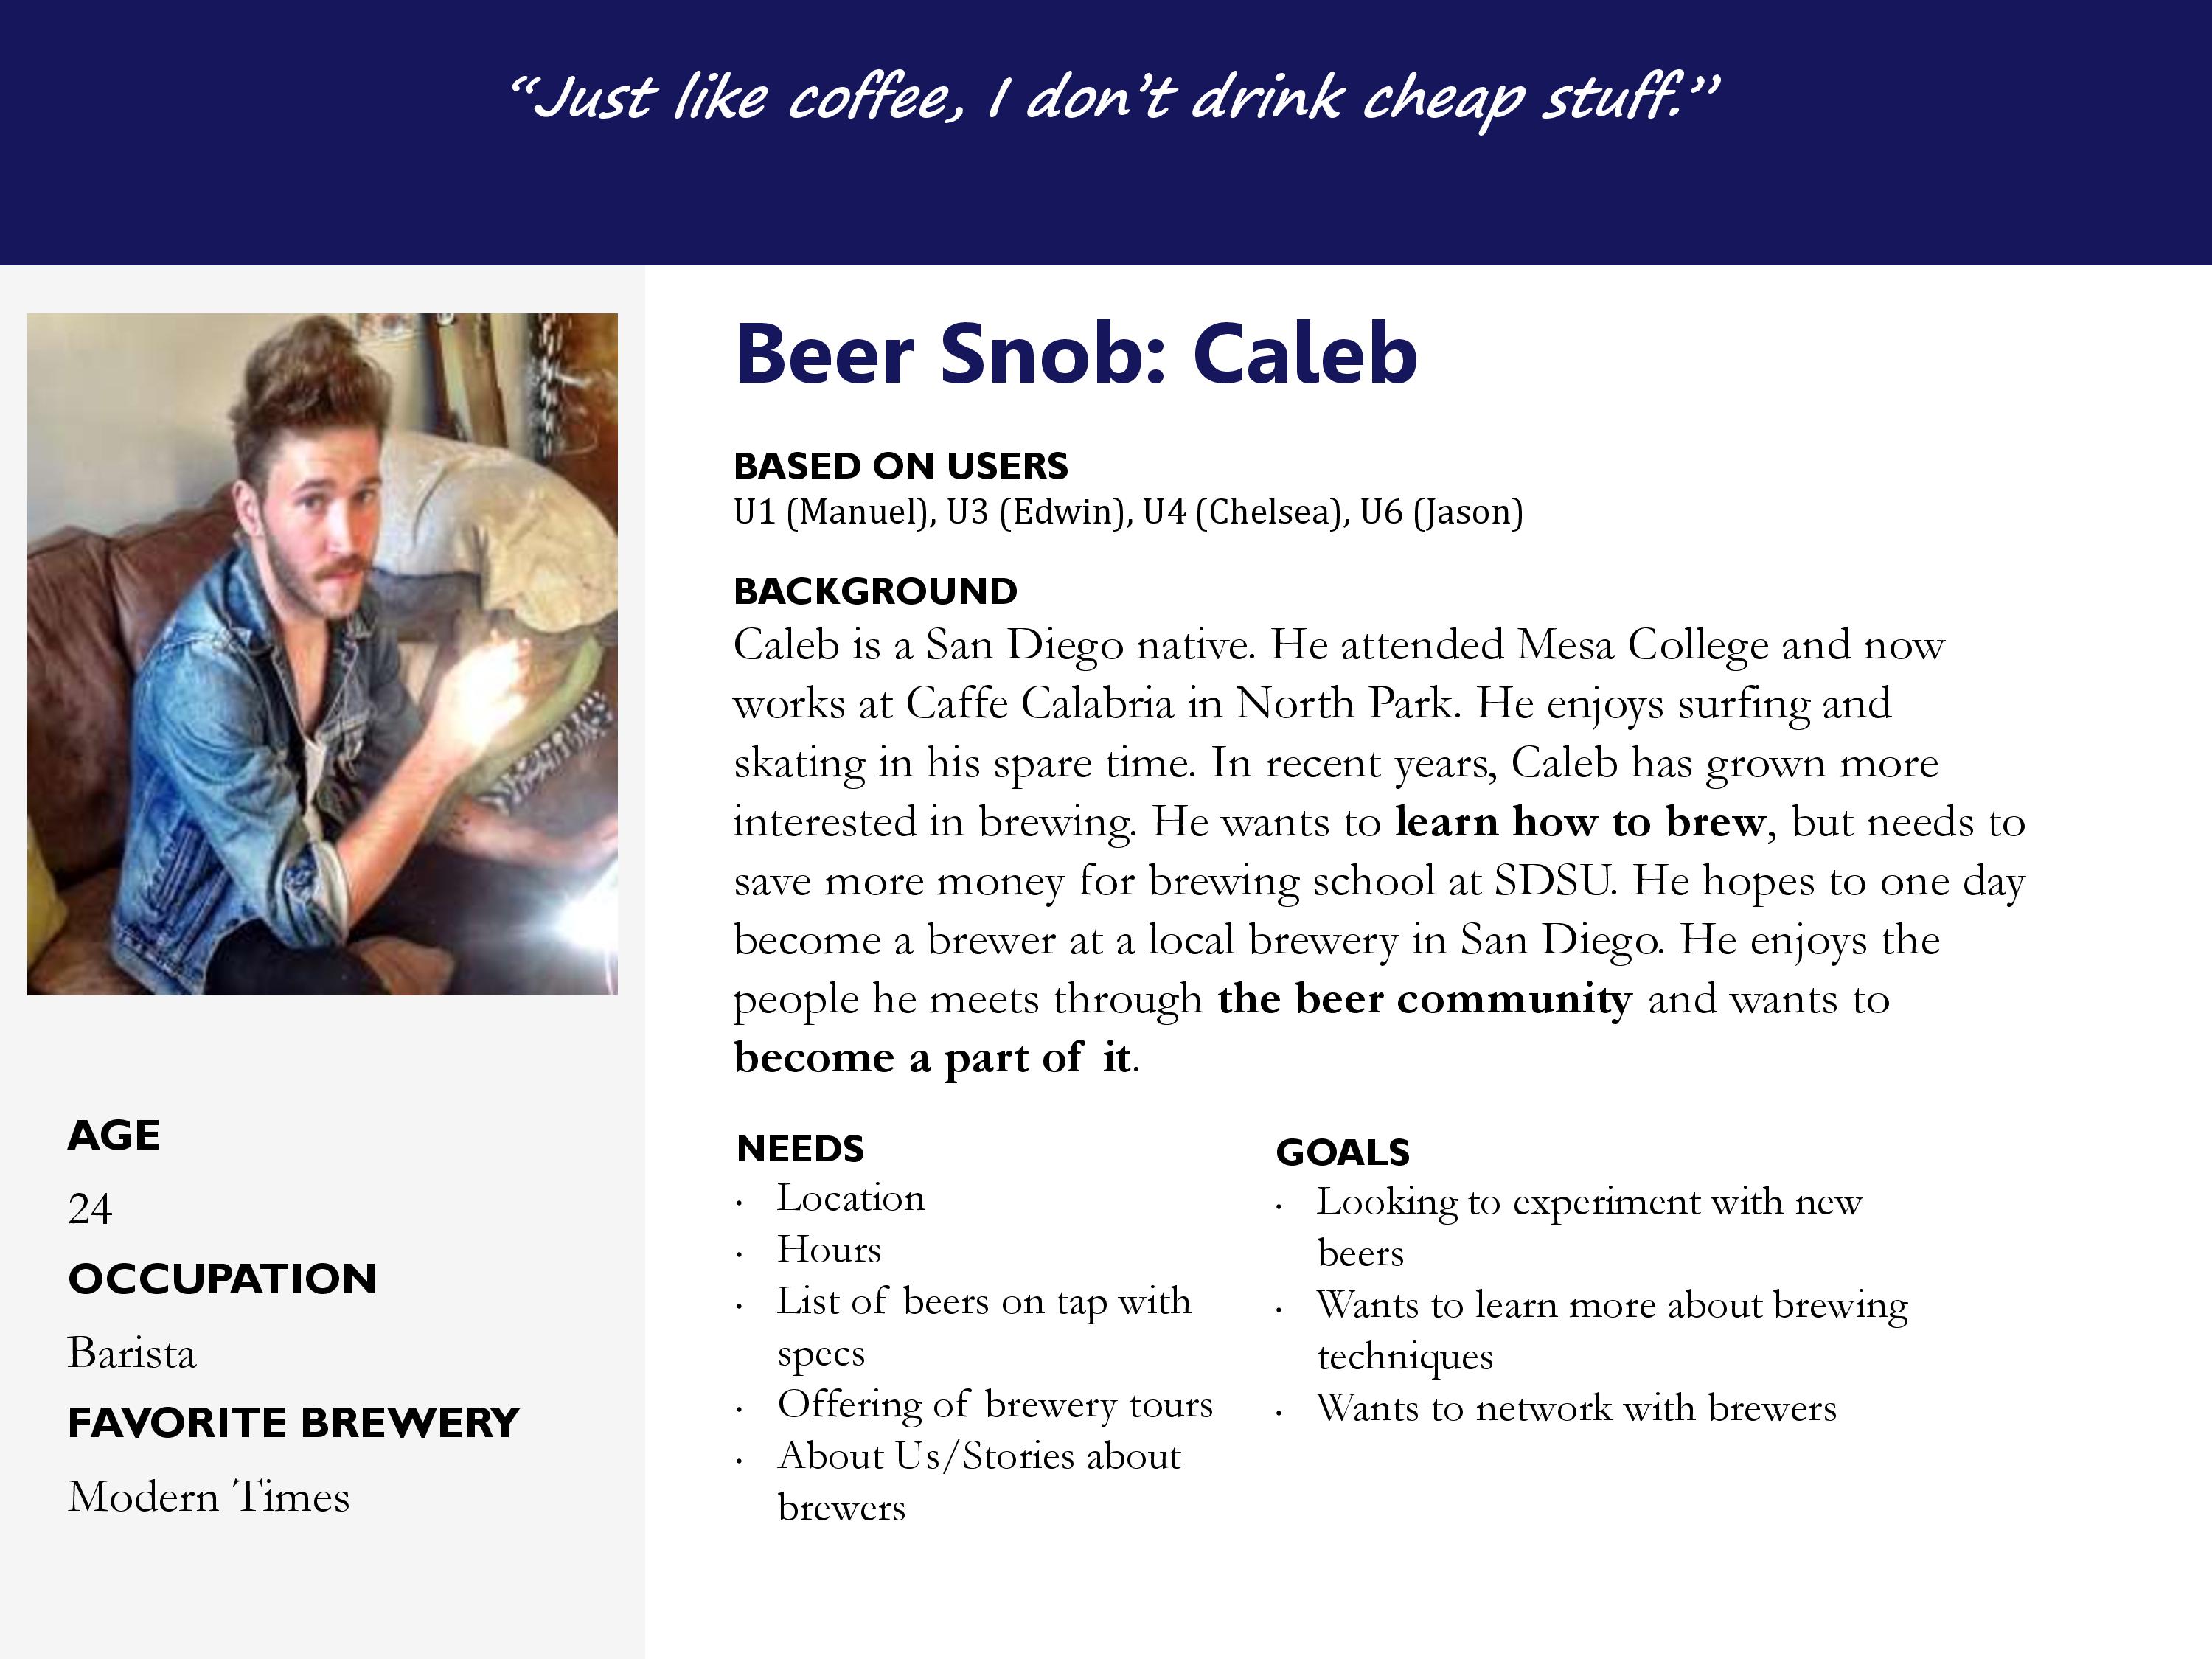 “Just like coffee, I don’t drink cheap stuff.”
Beer Snob: Caleb
BASED ON USERS
U1 (Manuel), U3 (Edwin), U4 (Chelsea), U6 (Jason)
BACKGROUND
Caleb is a San Diego native. He attended Mesa College and now
works at Caffe Calabria in North Park. He enjoys surfing and
skating in his spare time. In recent years, Caleb has grown more
interested in brewing. He wants to learn how to brew, but needs to
save more money for brewing school at SDSU. He hopes to one day
become a brewer at a local brewery in San Diego. He enjoys the
people he meets through the beer community and wants to
become a part of it.
AGE
24
OCCUPATION
Barista
FAVORITE BREWERY
Modern Times
NEEDS
· Location
· Hours
· List of beers on tap with
specs
· Offering of brewery tours
· About Us/Stories about
brewers
GOALS
· Looking to experiment with new
beers
· Wants to learn more about brewing
techniques
· Wants to network with brewers